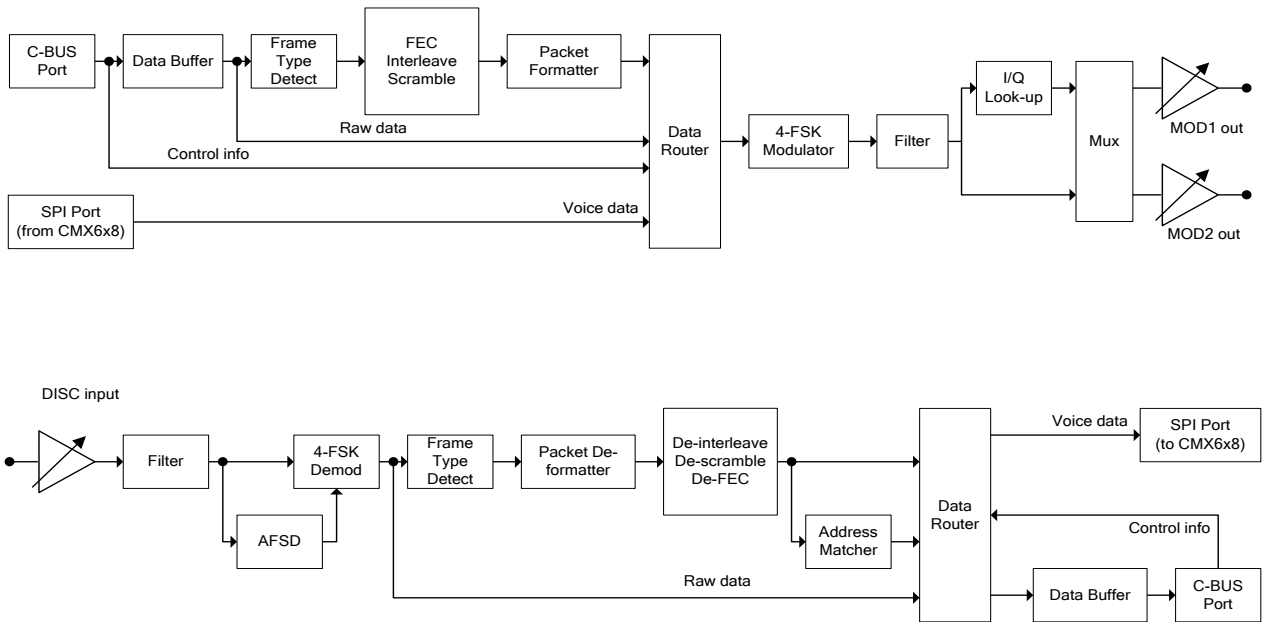 C-BUS
Port
Data Buffer
Frame
Type
Detect
FEC
Interleave
Scramble
Packet
Formatter
Raw data
Control info
SPI Port
(from CMX6x8)
Voice data
Data
Router
4-FSK
Modulator
Filter
I/Q
Look-up
Mux
MOD1 out
MOD2 out
DISC input
Filter
AFSD
4-FSK
Demod
Frame
Type
Detect
Packet De-
formatter
De-interleave
De-scramble
De-FEC
Address
Matcher
Raw data
Data
Router
Voice data
SPI Port
(to CMX6x8)
Control info
Data Buffer
C-BUS
Port